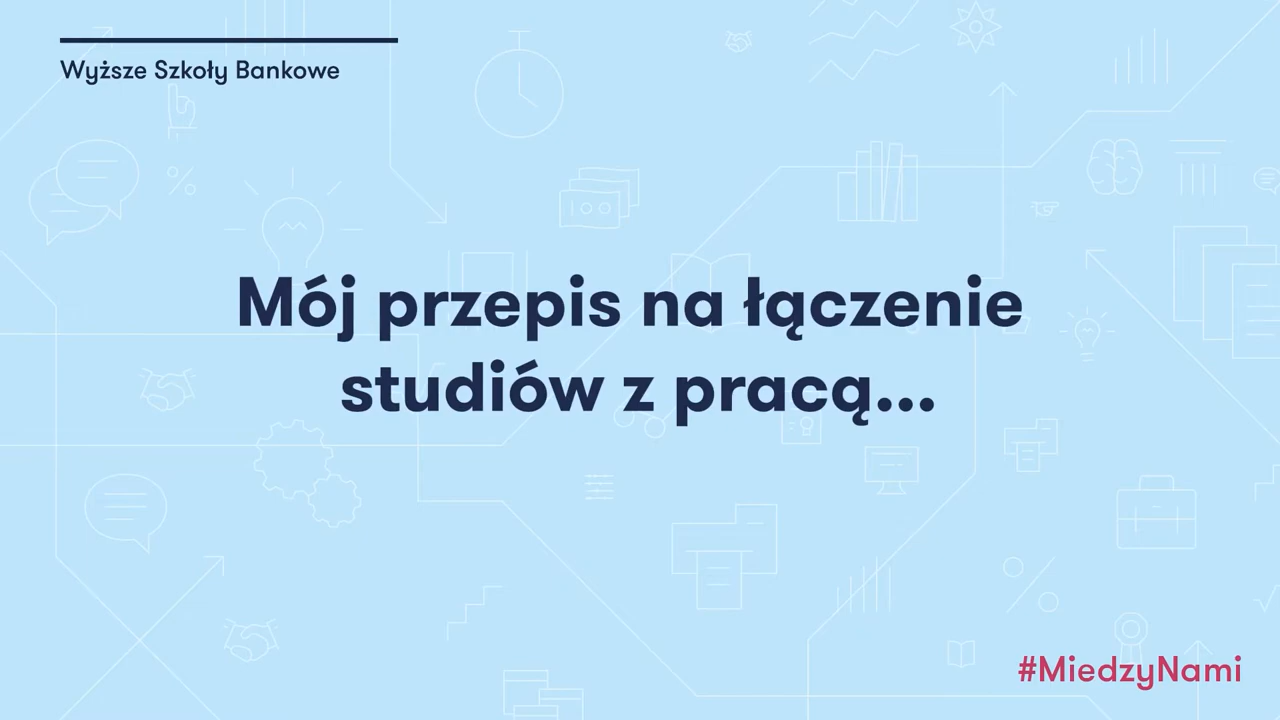 Wyższe Szkoły Bankowe
Mój przepis na łączenie
studiów z pracą...
#MiedzyNami